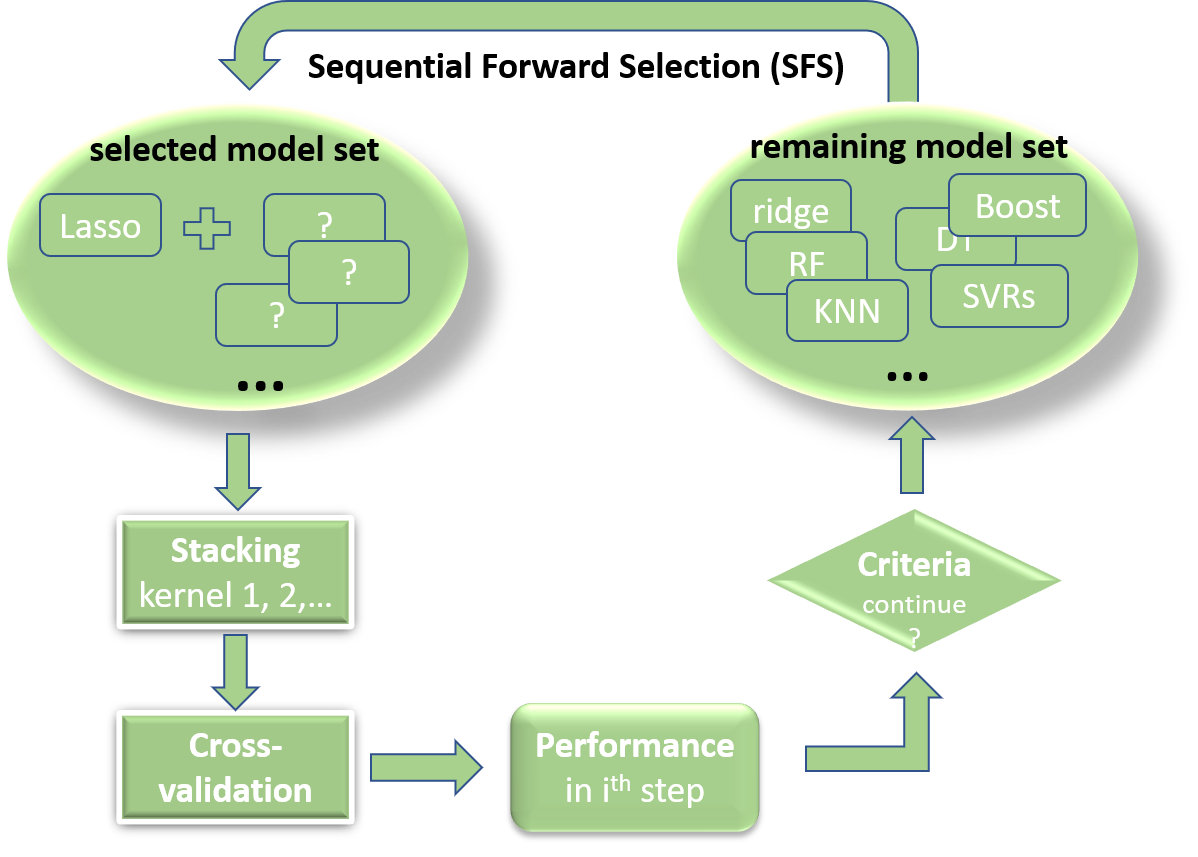 Sequential Forward Selection (SFS)
selected model set
Lasso
?
?
?
...
remaining model set
ridge
RF
KNN
Boost
DT
SVRs
...
Stacking
kernel 1, 2,...
Cross-
validation
Performance
in iᵗʰ step
Criteria
continue
?